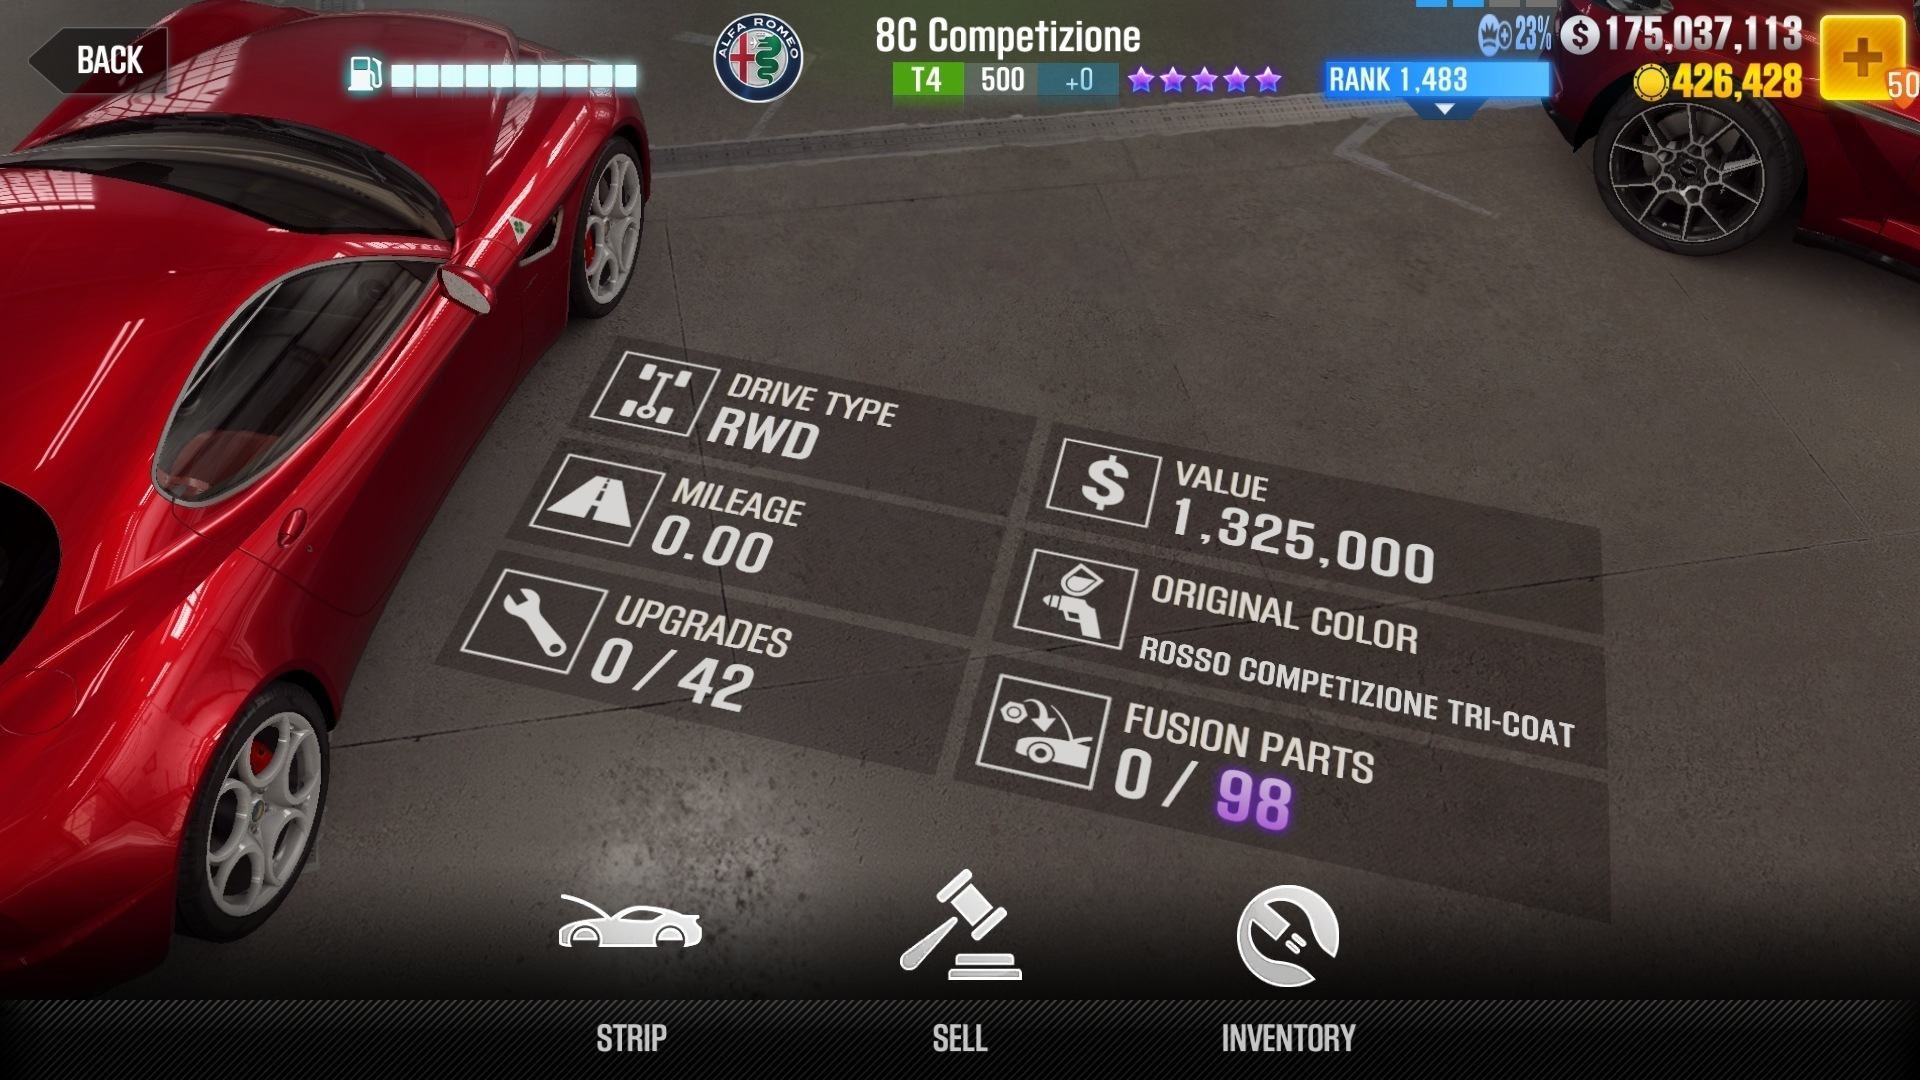 BACK
ALFA ROMEO
8C Competizione
T4 500 +0
RANK 1,483
23%
175,037,113
426,428
50
DRIVE TYPE
RWD
MILEAGE
0.00
UPGRADES
0 / 42
$ VALUE
1,325,000
ORIGINAL COLOR
ROSSO COMPETIZIONE TRI-COAT
FUSION PARTS
0 / 98
STRIP
SELL
INVENTORY